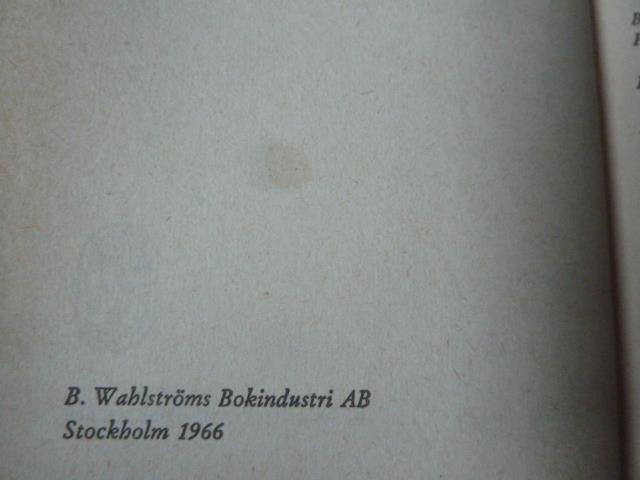 B. Wahlströms Bokindustri AB
Stockholm 1966